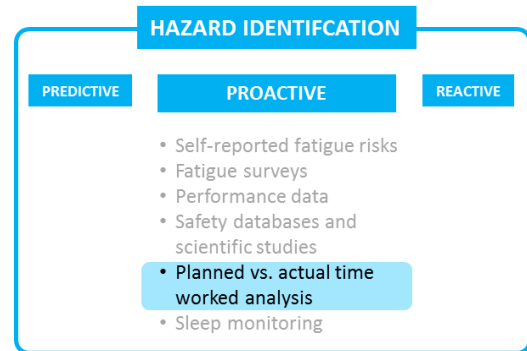 HAZARD IDENTIFCATION
PREDICTIVE
PROACTIVE
REACTIVE
• Self-reported fatigue risks
• Fatigue surveys
• Performance data
• Safety databases and
scientific studies
• Planned vs. actual time
worked analysis
• Sleep monitoring